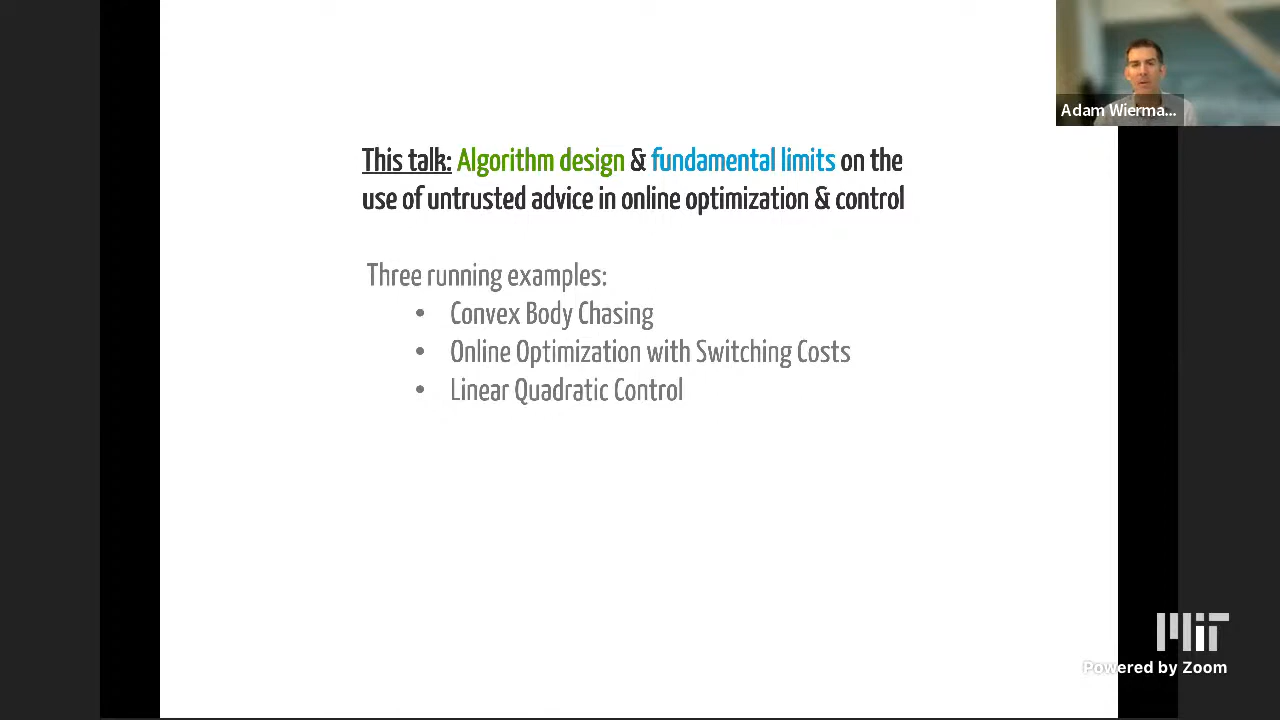 Adam Wierma...
This talk: Algorithm design & fundamental limits on the
use of untrusted advice in online optimization & control
Three running examples:
• Convex Body Chasing
• Online Optimization with Switching Costs
• Linear Quadratic Control
MIT
Powered by Zoom